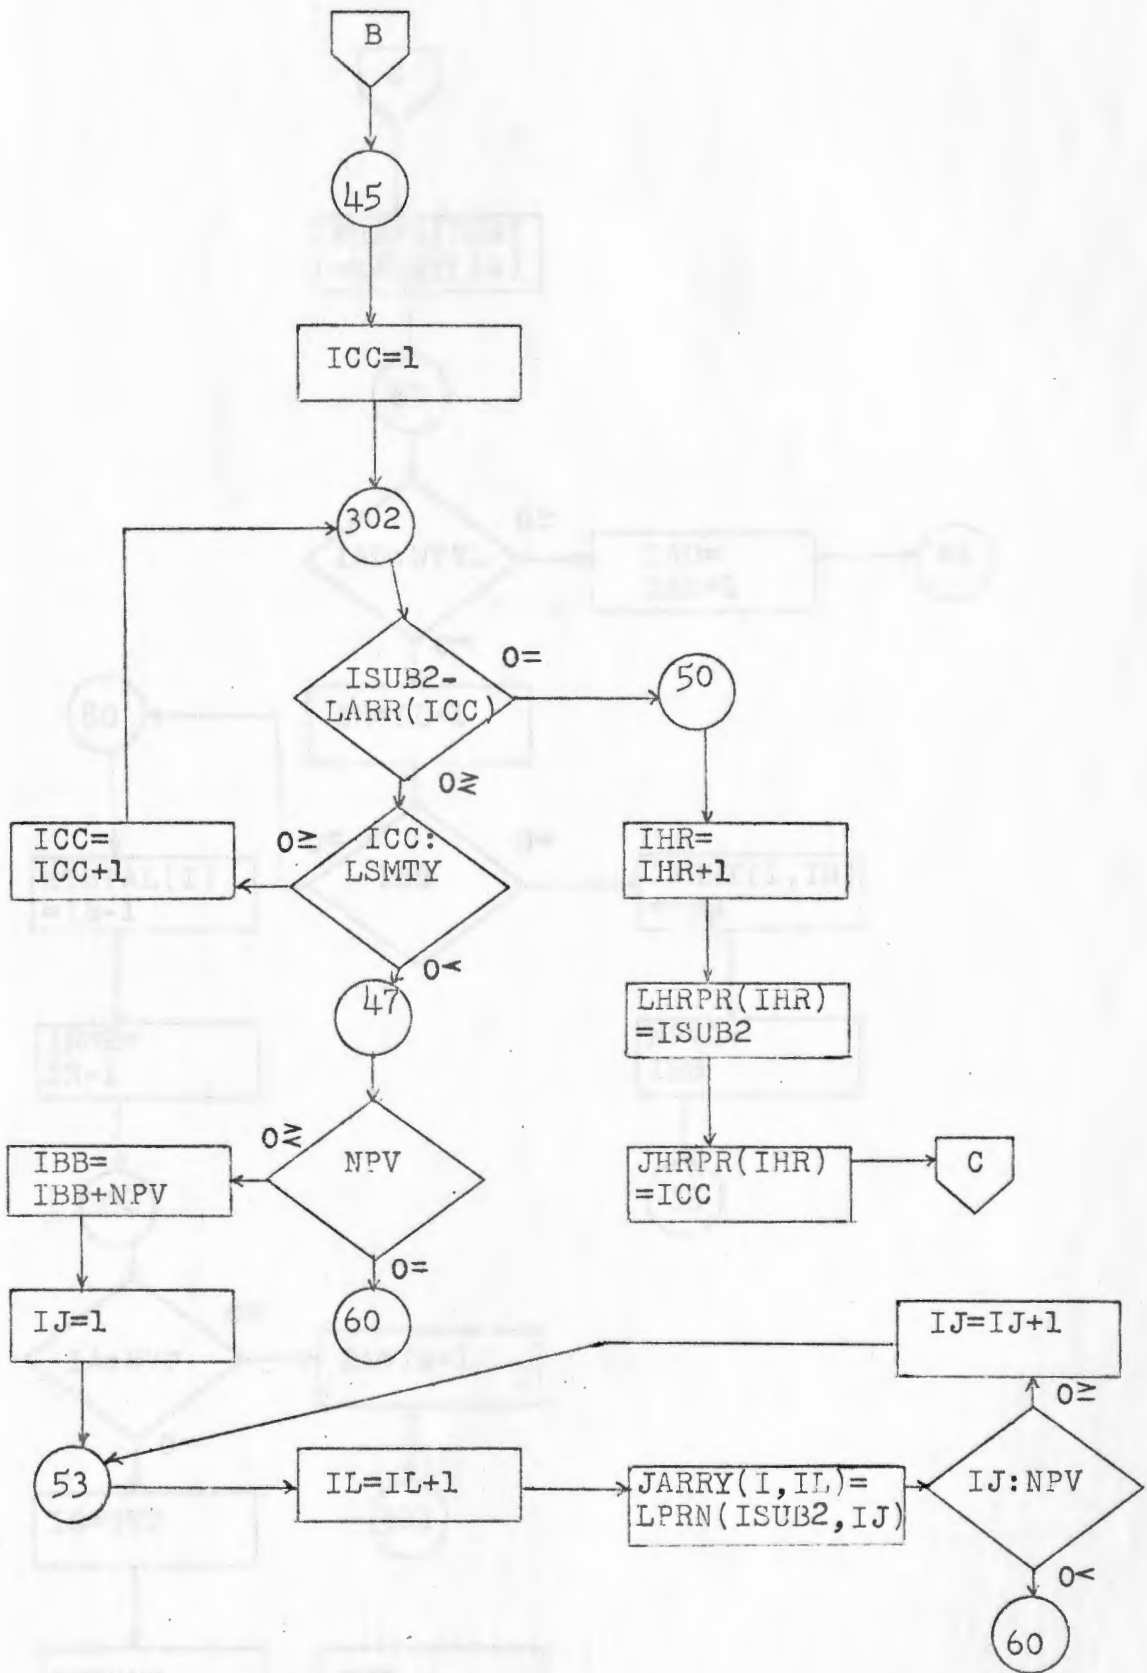 B
45
ICC=1
302
ISUB2-
LARR(ICC)
0=
50
0≷
ICC=
ICC+1
0≥
ICC:
LSMTY
IHR=
IHR+1
0<
47
LHRPR(IHR)
=ISUB2
0≷
NPV
IBB=
IBB+NPV
JHRPR(IHR)
=ICC
C
0=
60
IJ=1
IJ=IJ+1
0≥
53
IL=IL+1
JARRY(I,IL)=
LPRN(ISUB2,IJ)
IJ:NPV
0<
60